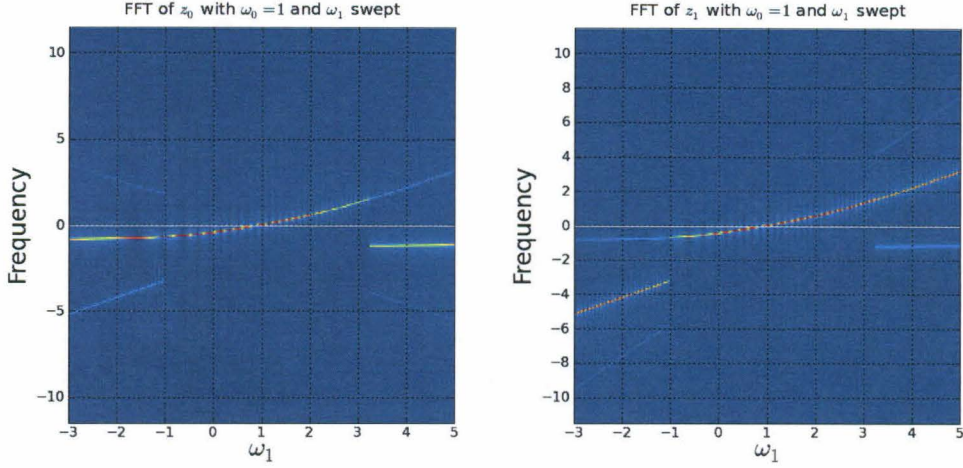 FFT of z₀ with ω₀ = 1 and ω₁ swept
10
5
0
−5
−10
Frequency
−3 −2 −1 0 1 2 3 4 5
ω₁
FFT of z₁ with ω₀ = 1 and ω₁ swept
10
8
6
4
2
0
−2
−4
−6
−8
−10
Frequency
−3 −2 −1 0 1 2 3 4 5
ω₁